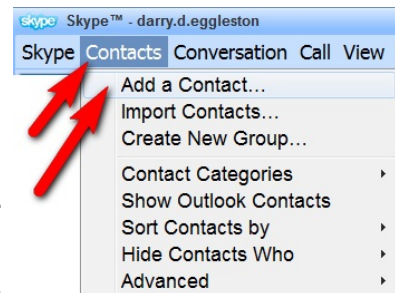 skype Skype™ - darry.d.eggleston
Skype Contacts Conversation Call View
Add a Contact...
Import Contacts...
Create New Group...
Contact Categories
Show Outlook Contacts
Sort Contacts by
Hide Contacts Who
Advanced